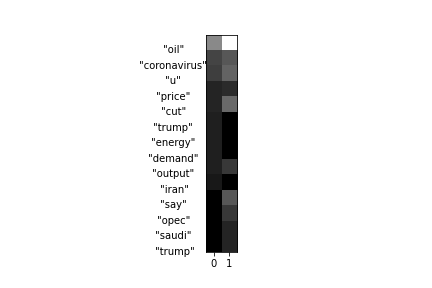 "oil"
"coronavirus"
"u"
"price"
"cut"
"trump"
"energy"
"demand"
"output"
"iran"
"say"
"opec"
"saudi"
"trump"
0 1